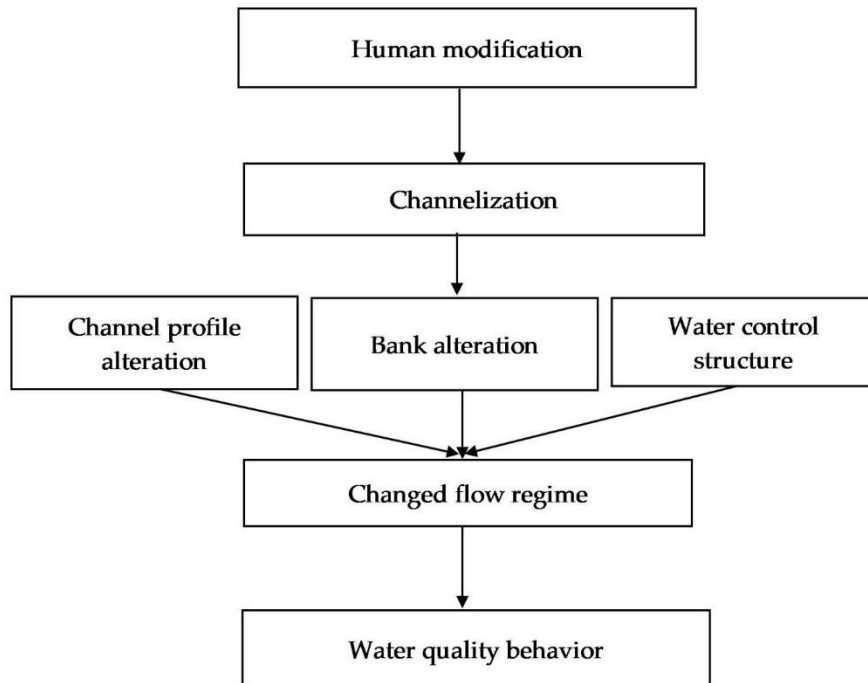 Human modification
Channelization
Channel profile
alteration
Bank alteration
Water control
structure
Changed flow regime
Water quality behavior